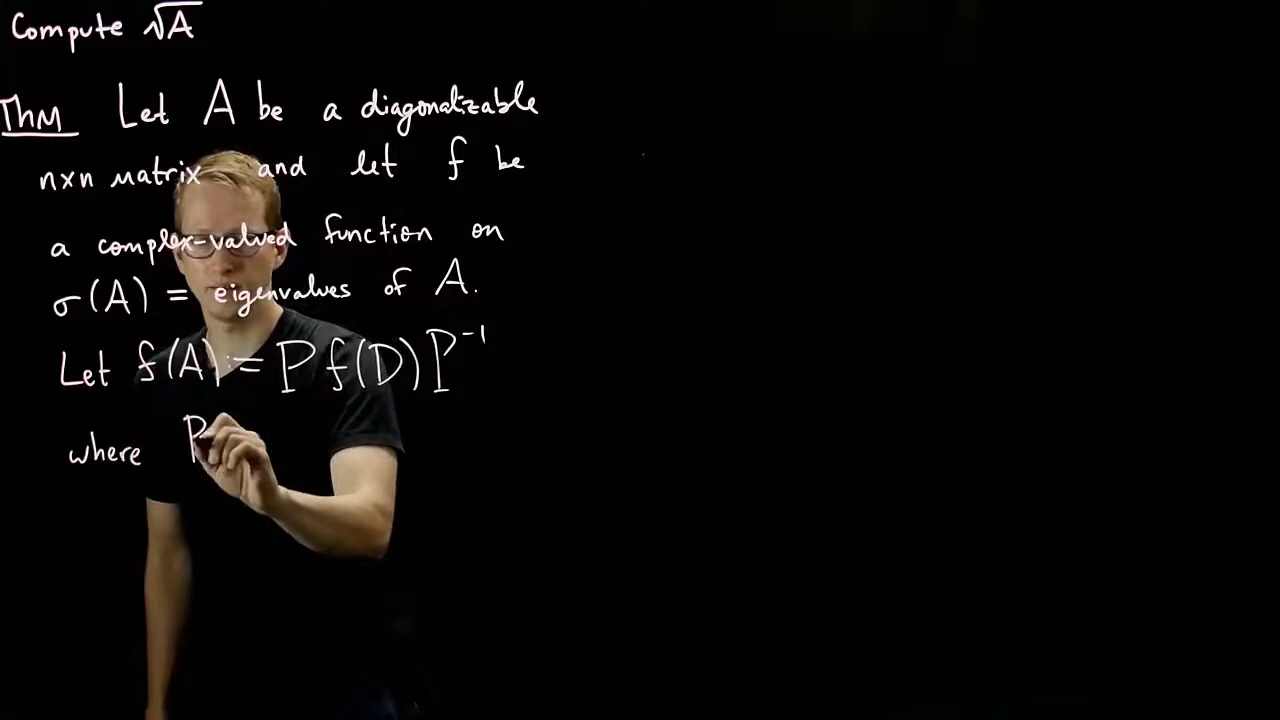 Compute √A
Thm Let A be a diagonalizable
n×n matrix and let f be
a complex-valued function on
σ(A) = eigenvalues of A.
Let f(A) := P f(D) P⁻¹
where P